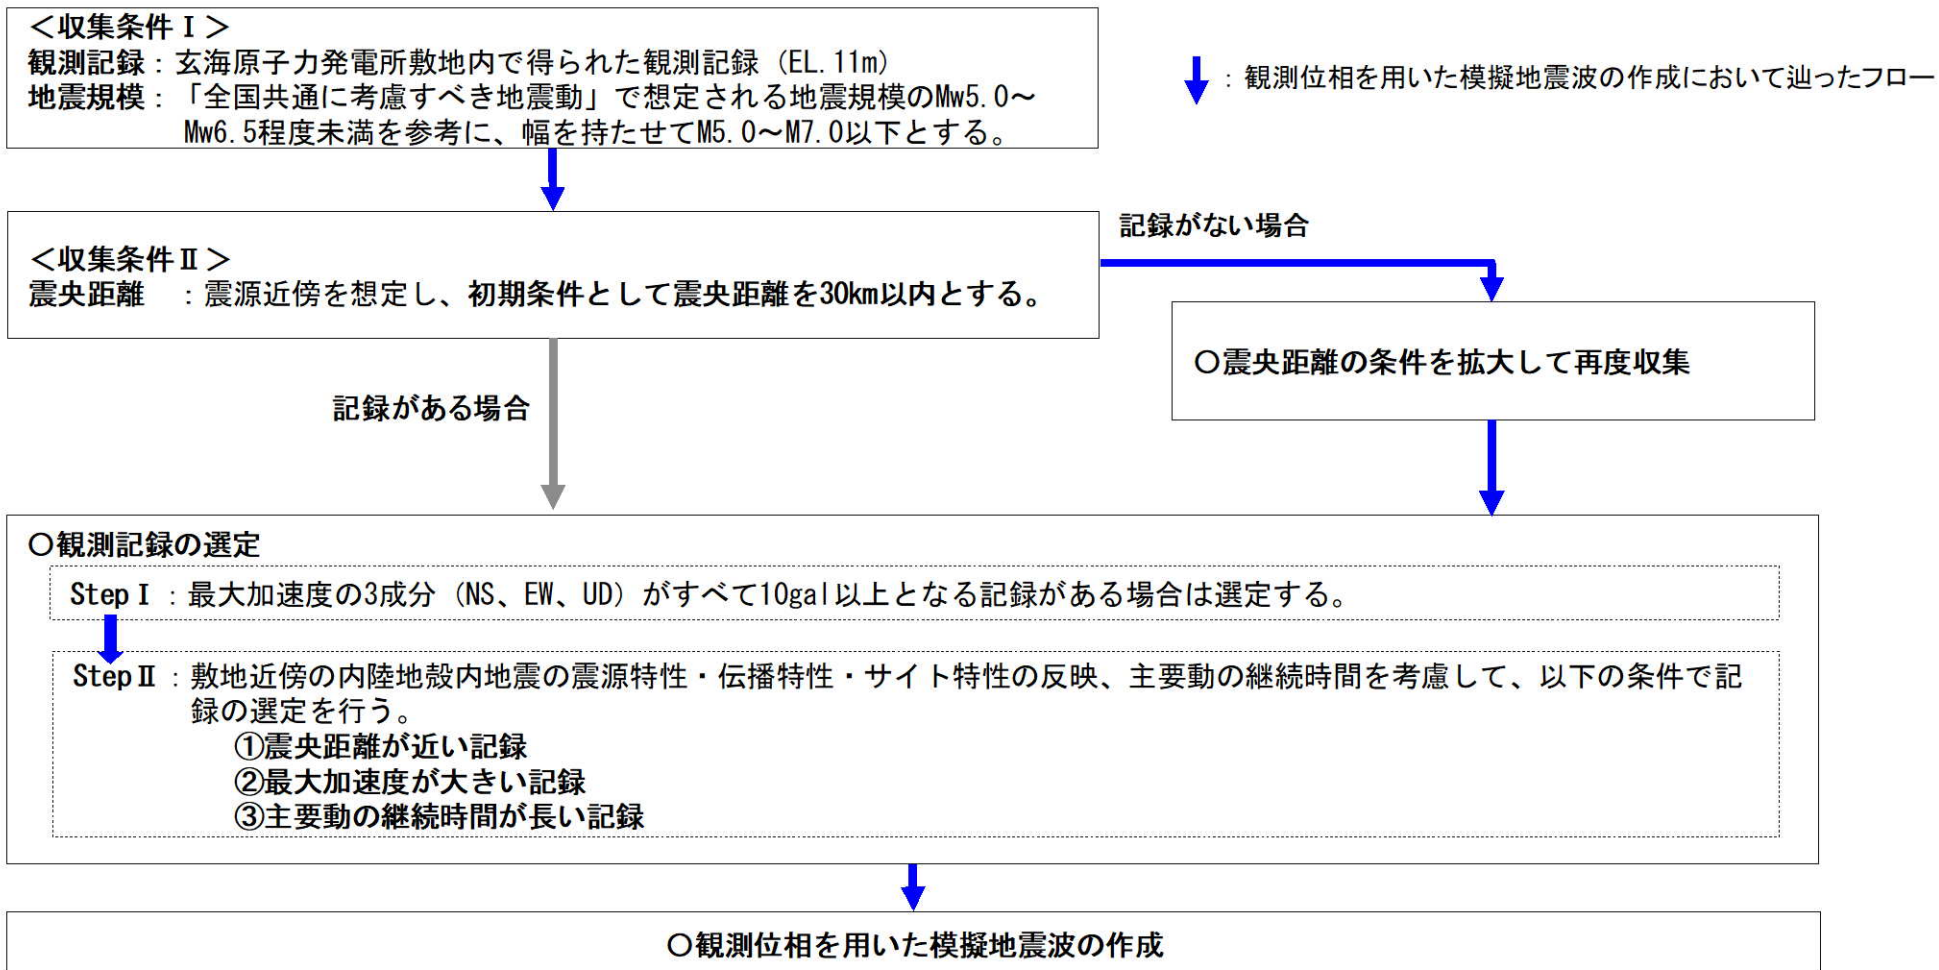 ＜収集条件Ⅰ＞
観測記録：玄海原子力発電所敷地内で得られた観測記録（EL.11m）
地震規模：「全国共通に考慮すべき地震動」で想定される地震規模のMw5.0～
Mw6.5程度未満を参考に、幅を持たせてM5.0～M7.0以下とする。
：観測位相を用いた模擬地震波の作成において辿ったフロー
＜収集条件Ⅱ＞
震央距離　：震源近傍を想定し、初期条件として震央距離を30km以内とする。
記録がない場合
〇震央距離の条件を拡大して再度収集
記録がある場合
〇観測記録の選定
StepⅠ：最大加速度の3成分（NS、EW、UD）がすべて10gal以上となる記録がある場合は選定する。
StepⅡ：敷地近傍の内陸地殻内地震の震源特性・伝播特性・サイト特性の反映、主要動の継続時間を考慮して、以下の条件で記
録の選定を行う。
①震央距離が近い記録
②最大加速度が大きい記録
③主要動の継続時間が長い記録
〇観測位相を用いた模擬地震波の作成